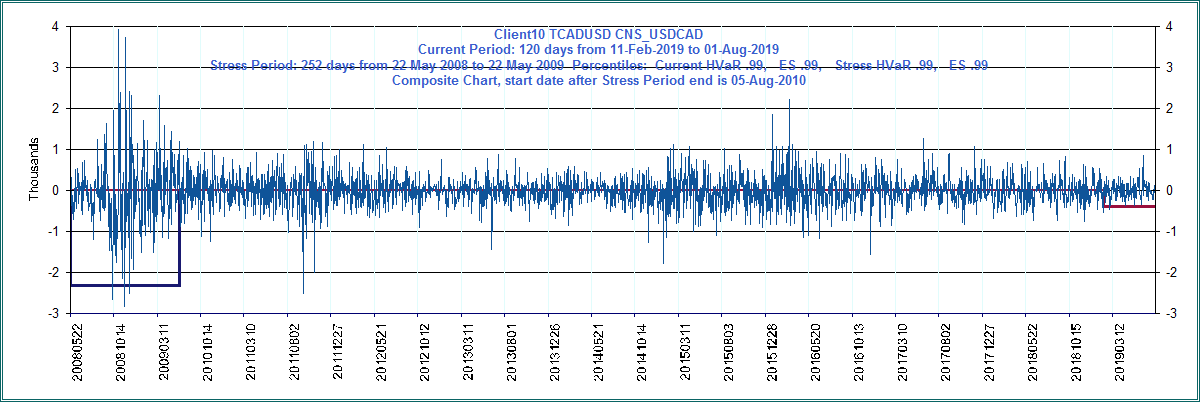 Client10 TCADUSD CNS_USDCAD
Current Period: 120 days from 11-Feb-2019 to 01-Aug-2019
Stress Period: 252 days from 22 May 2008 to 22 May 2009 Percentiles: Current HVaR .99, ES .99, Stress HVaR .99, ES .99
Composite Chart, start date after Stress Period end is 05-Aug-2010
Thousands
4 4
3 3
2 2
1 1
0 0
-1 -1
-2 -2
-3 -3
20080522 20081014 20090311 20101014 20100310 20110802 20111227 20120521 20121012 20130311 20130801 20131226 20140521 20141014 20150311 20150803 20151228 20160520 20161013 20170310 20170802 20171227 20180522 20181015 20190312